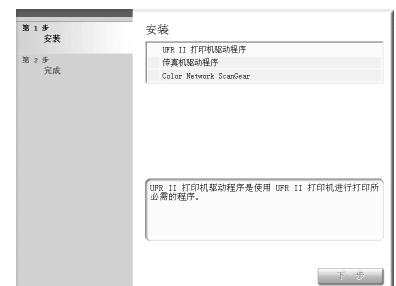 第 1 步
安装
第 2 步
完成
安装
UFR II 打印机驱动程序
传真机驱动程序
Color Network ScanGear
UFR II 打印机驱动程序是使用 UFR II 打印机进行打印所
必需的程序。
下 步